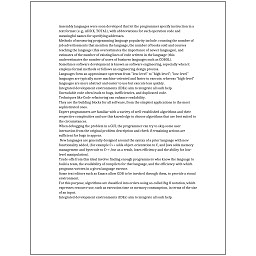 Assembly languages were soon developed that let the programmer specify instruction in a
text format (e.g., ADD X, TOTAL), with abbreviations for each operation code and
meaningful names for specifying addresses.
Methods of measuring programming language popularity include: counting the number of
job advertisements that mention the language, the number of books sold and courses
teaching the language (this overestimates the importance of newer languages), and
estimates of the number of existing lines of code written in the language (this
underestimates the number of users of business languages such as COBOL).
Sometimes software development is known as software engineering, especially when it
employs formal methods or follows an engineering design process.
Languages form an approximate spectrum from "low-level" to "high-level"; "low-level"
languages are typically more machine-oriented and faster to execute, whereas "high-level"
languages are more abstract and easier to use but execute less quickly.
Integrated development environments (IDEs) aim to integrate all such help.
Unreadable code often leads to bugs, inefficiencies, and duplicated code.
Techniques like Code refactoring can enhance readability.
They are the building blocks for all software, from the simplest applications to the most
sophisticated ones.
Expert programmers are familiar with a variety of well-established algorithms and their
respective complexities and use this knowledge to choose algorithms that are best suited to
the circumstances.
When debugging the problem in a GUI, the programmer can try to skip some user
interaction from the original problem description and check if remaining actions are
sufficient for bugs to appear.
New languages are generally designed around the syntax of a prior language with new
functionality added, (for example C++ adds object-orientation to C, and Java adds memory
management and bytecode to C++, but as a result, loses efficiency and the ability for low-
level manipulation).
Trade-offs from this ideal involve finding enough programmers who know the language to
build a team, the availability of compilers for that language, and the efficiency with which
programs written in a given language execute.
Some text editors such as Emacs allow GDB to be invoked through them, to provide a visual
environment.
For this purpose, algorithms are classified into orders using so-called Big O notation, which
expresses resource use, such as execution time or memory consumption, in terms of the size
of an input.
Integrated development environments (IDEs) aim to integrate all such help.